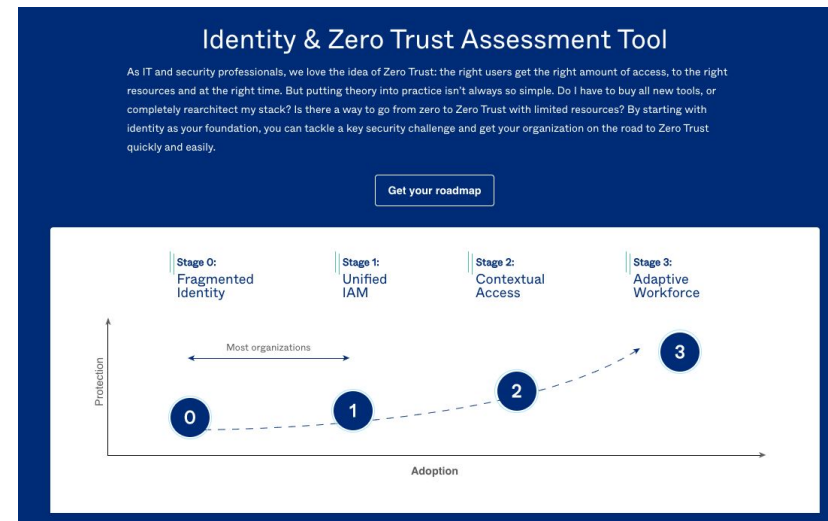 Identity & Zero Trust Assessment Tool
As IT and security professionals, we love the idea of Zero Trust: the right users get the right amount of access, to the right
resources and at the right time. But putting theory into practice isn't always so simple. Do I have to buy all new tools, or
completely rearchitect my stack? Is there a way to go from zero to Zero Trust with limited resources? By starting with
identity as your foundation, you can tackle a key security challenge and get your organization on the road to Zero Trust
quickly and easily.
Get your roadmap
Stage 0:
Fragmented
Identity
Stage 1:
Unified
IAM
Stage 2:
Contextual
Access
Stage 3:
Adaptive
Workforce
Most organizations
Protection
0
1
2
3
Adoption